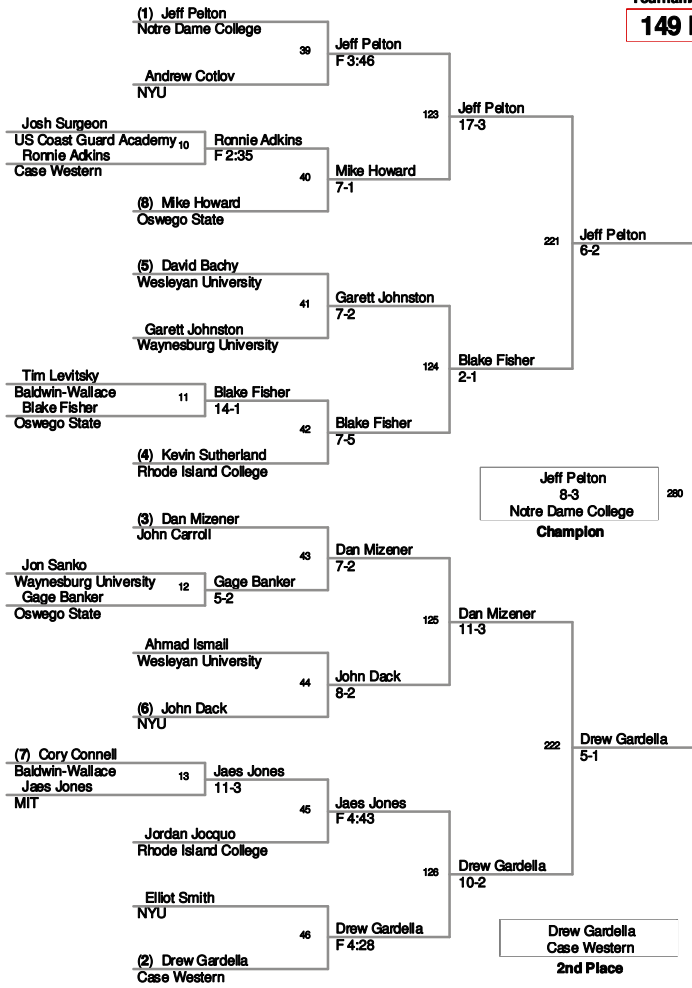 Tourname
149
(1) Jeff Pelton
Notre Dame College
39
Jeff Pelton
F 3:46
Andrew Cotlov
NYU
123
Jeff Pelton
17-3
Josh Surgeon
US Coast Guard Academy 10
Ronnie Adkins
Case Western
Ronnie Adkins
F 2:35
40
Mike Howard
7-1
(8) Mike Howard
Oswego State
221
Jeff Pelton
6-2
(5) David Bachy
Wesleyan University
41
Garett Johnston
7-2
Garett Johnston
Waynesburg University
124
Blake Fisher
2-1
Tim Levitsky
Baldwin-Wallace 11
Blake Fisher
Oswego State
Blake Fisher
14-1
42
Blake Fisher
7-5
(4) Kevin Sutherland
Rhode Island College
Jeff Pelton
8-3
Notre Dame College
280
Champion
(3) Dan Mizener
John Carroll
43
Dan Mizener
7-2
Jon Sanko
Waynesburg University 12
Gage Banker
Oswego State
Gage Banker
5-2
125
Dan Mizener
11-3
Ahmad Ismail
Wesleyan University
44
John Dack
8-2
(6) John Dack
NYU
222
Drew Gardella
5-1
(7) Cory Connell
Baldwin-Wallace 13
Jaes Jones
MIT
Jaes Jones
11-3
45
Jaes Jones
F 4:43
Jordan Jocquo
Rhode Island College
126
Drew Gardella
10-2
Elliot Smith
NYU
46
Drew Gardella
F 4:28
(2) Drew Gardella
Case Western
Drew Gardella
Case Western
2nd Place